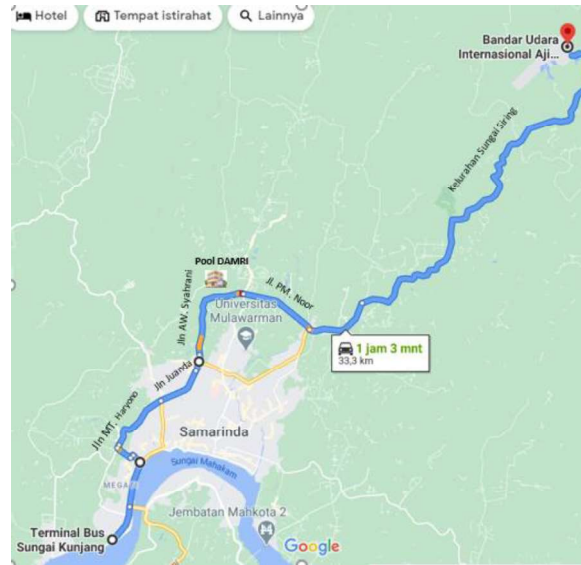 Hotel
Tempat istirahat
Lainnya
Bandar Udara
Internasional Aji...
Kelurahan Sungai Siring
Pool DAMRI
Jln AW. Syahrani
Jl. PM. Noor
Universitas
Mulawarman
1 jam 3 mnt
33,3 km
Jln Juanda
Jln MT. Haryono
Samarinda
Sungai Mahakam
Jembatan Mahkota 2
Terminal Bus
Sungai Kunjang
Google